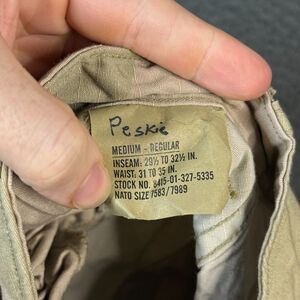 Peskie
MEDIUM - REGULAR
INSEAM: 29½ TO 32½ IN.
WAIST: 31 TO 35 IN.
STOCK NO. 8415-01-327-5335
NATO SIZE 7583/7989